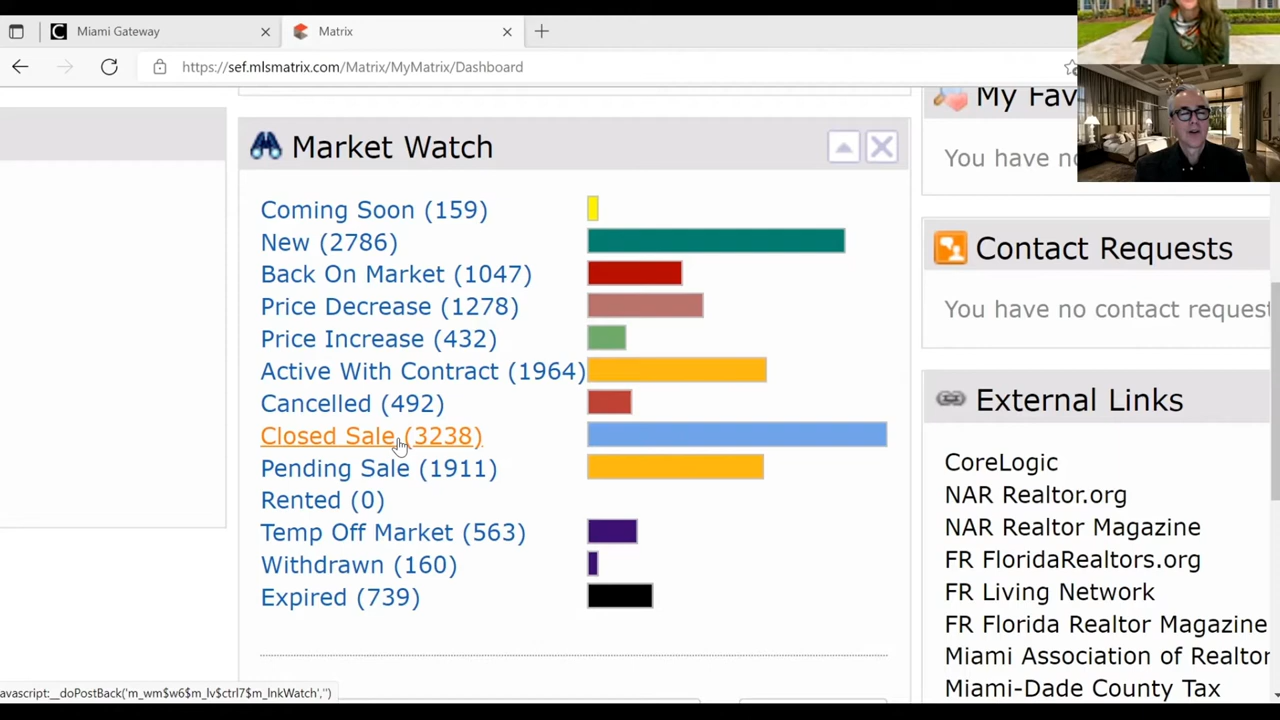 Miami Gateway
Matrix
https://sef.mlsmatrix.com/Matrix/MyMatrix/Dashboard
Market Watch
Coming Soon (159)
New (2786)
Back On Market (1047)
Price Decrease (1278)
Price Increase (432)
Active With Contract (1964)
Cancelled (492)
Closed Sale (3238)
Pending Sale (1911)
Rented (0)
Temp Off Market (563)
Withdrawn (160)
Expired (739)
My Fav
You have no
Contact Requests
You have no contact request
External Links
CoreLogic
NAR Realtor.org
NAR Realtor Magazine
FR FloridaRealtors.org
FR Living Network
FR Florida Realtor Magazine
Miami Association of Realtor
Miami-Dade County Tax
avascript:__doPostBack('m_wm$w6$m_lv$ctrl7$m_lnkWatch','')